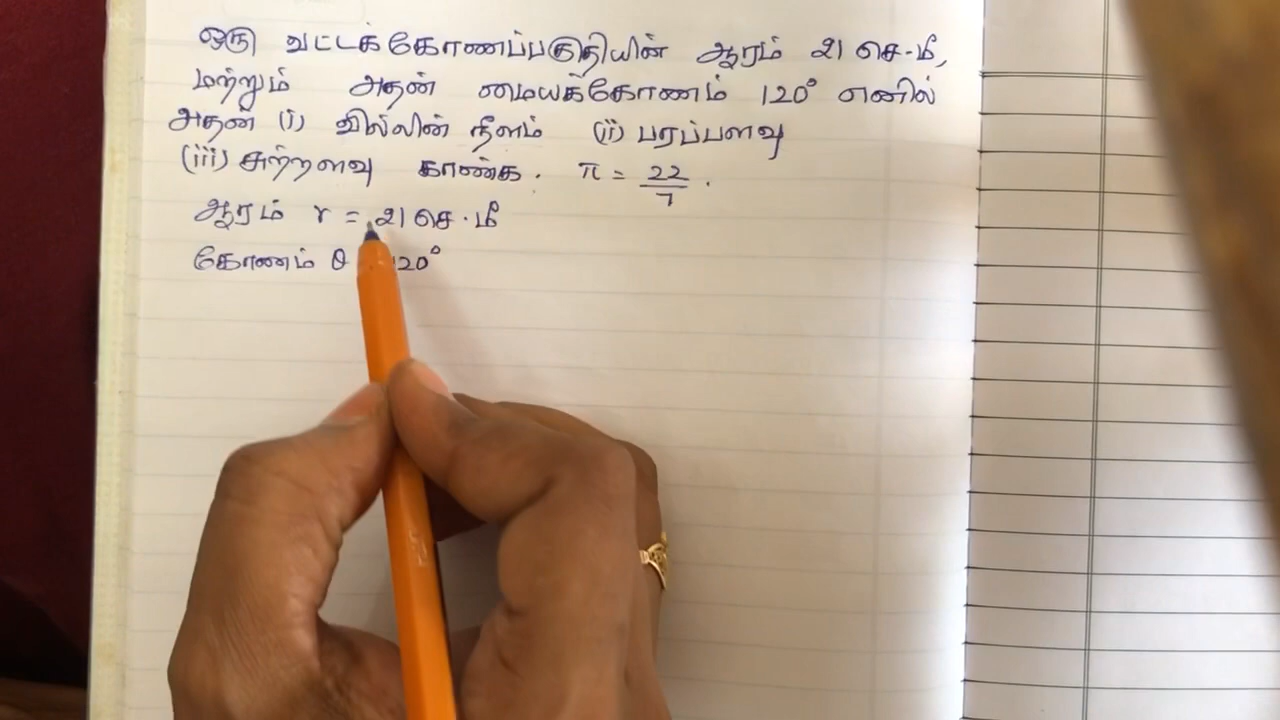 ஒரு வட்டக்கோணப்பகுதியின் ஆரம் 21 செ.மீ,
மற்றும் அதன் மையக்கோணம் 120° எனில்
அதன் (i) வில்லின் நீளம் (ii) பரப்பளவு
(iii) சுற்றளவு காண்க. π = 22/7.
ஆரம் r = 21 செ.மீ
கோணம் θ 120°